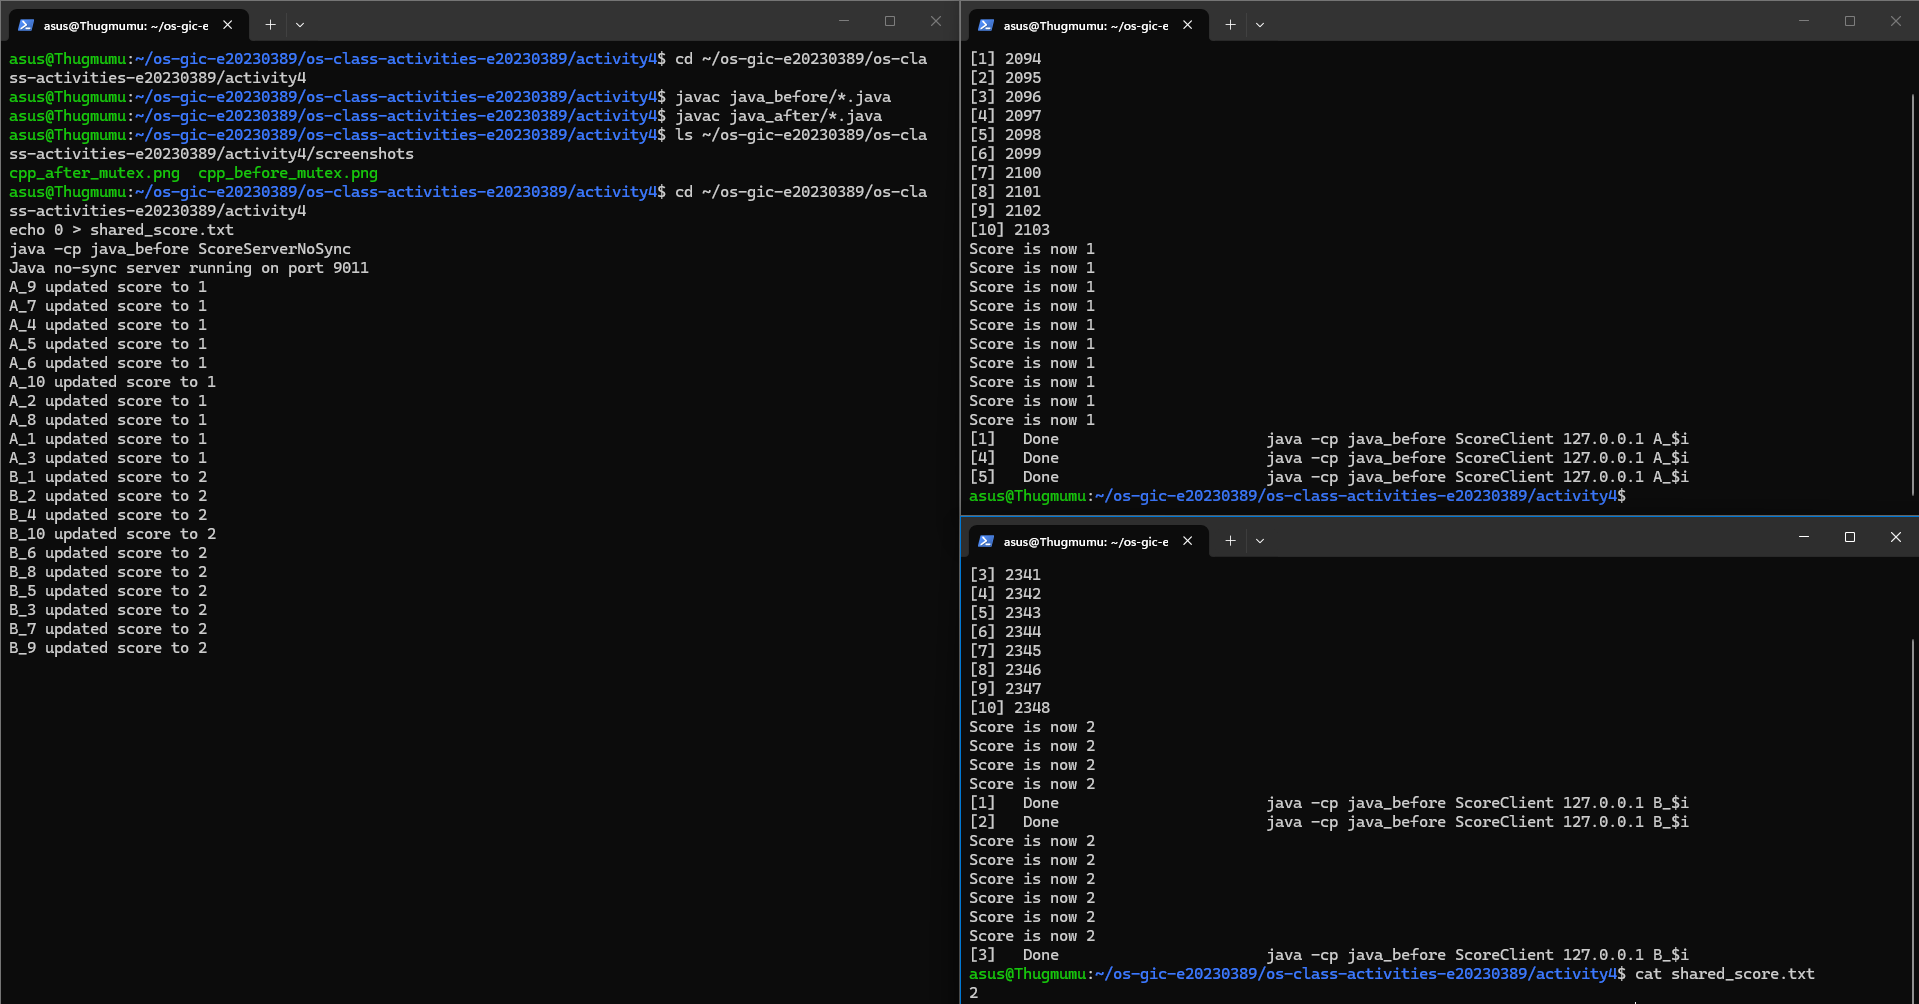 asus@Thugmumu: ~/os-gic-e
asus@Thugmumu:~/os-gic-e20230389/os-class-activities-e20230389/activity4$ cd ~/os-gic-e20230389/os-cla
ss-activities-e20230389/activity4
asus@Thugmumu:~/os-gic-e20230389/os-class-activities-e20230389/activity4$ javac java_before/*.java
asus@Thugmumu:~/os-gic-e20230389/os-class-activities-e20230389/activity4$ javac java_after/*.java
asus@Thugmumu:~/os-gic-e20230389/os-class-activities-e20230389/activity4$ ls ~/os-gic-e20230389/os-cla
ss-activities-e20230389/activity4/screenshots
cpp_after_mutex.png  cpp_before_mutex.png
asus@Thugmumu:~/os-gic-e20230389/os-class-activities-e20230389/activity4$ cd ~/os-gic-e20230389/os-cla
ss-activities-e20230389/activity4
echo 0 > shared_score.txt
java -cp java_before ScoreServerNoSync
Java no-sync server running on port 9011
A_9 updated score to 1
A_7 updated score to 1
A_4 updated score to 1
A_5 updated score to 1
A_6 updated score to 1
A_10 updated score to 1
A_2 updated score to 1
A_8 updated score to 1
A_1 updated score to 1
A_3 updated score to 1
B_1 updated score to 2
B_2 updated score to 2
B_4 updated score to 2
B_10 updated score to 2
B_6 updated score to 2
B_8 updated score to 2
B_5 updated score to 2
B_3 updated score to 2
B_7 updated score to 2
B_9 updated score to 2
asus@Thugmumu: ~/os-gic-e
[1] 2094
[2] 2095
[3] 2096
[4] 2097
[5] 2098
[6] 2099
[7] 2100
[8] 2101
[9] 2102
[10] 2103
Score is now 1
Score is now 1
Score is now 1
Score is now 1
Score is now 1
Score is now 1
Score is now 1
Score is now 1
Score is now 1
Score is now 1
[1]   Done                       java -cp java_before ScoreClient 127.0.0.1 A_$i
[4]   Done                       java -cp java_before ScoreClient 127.0.0.1 A_$i
[5]   Done                       java -cp java_before ScoreClient 127.0.0.1 A_$i
asus@Thugmumu:~/os-gic-e20230389/os-class-activities-e20230389/activity4$
asus@Thugmumu: ~/os-gic-e
[3] 2341
[4] 2342
[5] 2343
[6] 2344
[7] 2345
[8] 2346
[9] 2347
[10] 2348
Score is now 2
Score is now 2
Score is now 2
Score is now 2
[1]   Done                       java -cp java_before ScoreClient 127.0.0.1 B_$i
[2]   Done                       java -cp java_before ScoreClient 127.0.0.1 B_$i
Score is now 2
Score is now 2
Score is now 2
Score is now 2
Score is now 2
Score is now 2
[3]   Done                       java -cp java_before ScoreClient 127.0.0.1 B_$i
asus@Thugmumu:~/os-gic-e20230389/os-class-activities-e20230389/activity4$ cat shared_score.txt
2